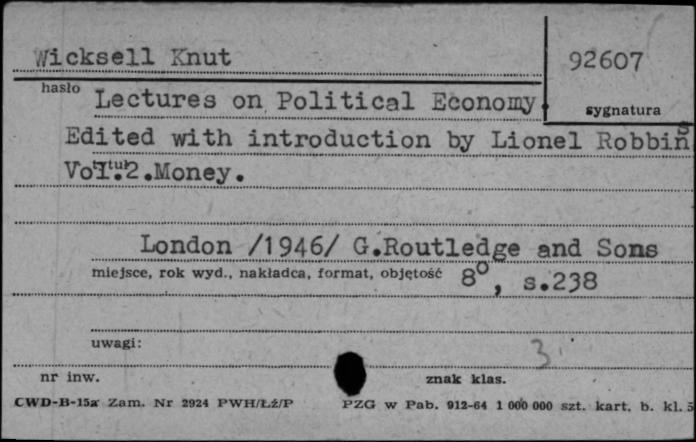 Wicksell Knut
92607
hasło
Lectures on Political Economy.
sygnatura
Edited with introduction by Lionel Robbins
tytuł
Vol.2.Money.
London /1946/ G.Routledge and Sons
miejsce, rok wyd., nakładca, format, objętość
8°, s.238
uwagi:
3
nr inw.
znak klas.
CWD-B-15a Zam. Nr 2924 PWH/Łż/P
PZG w Pab. 912-64 1 000 000 szt. kart. b. kl. 5